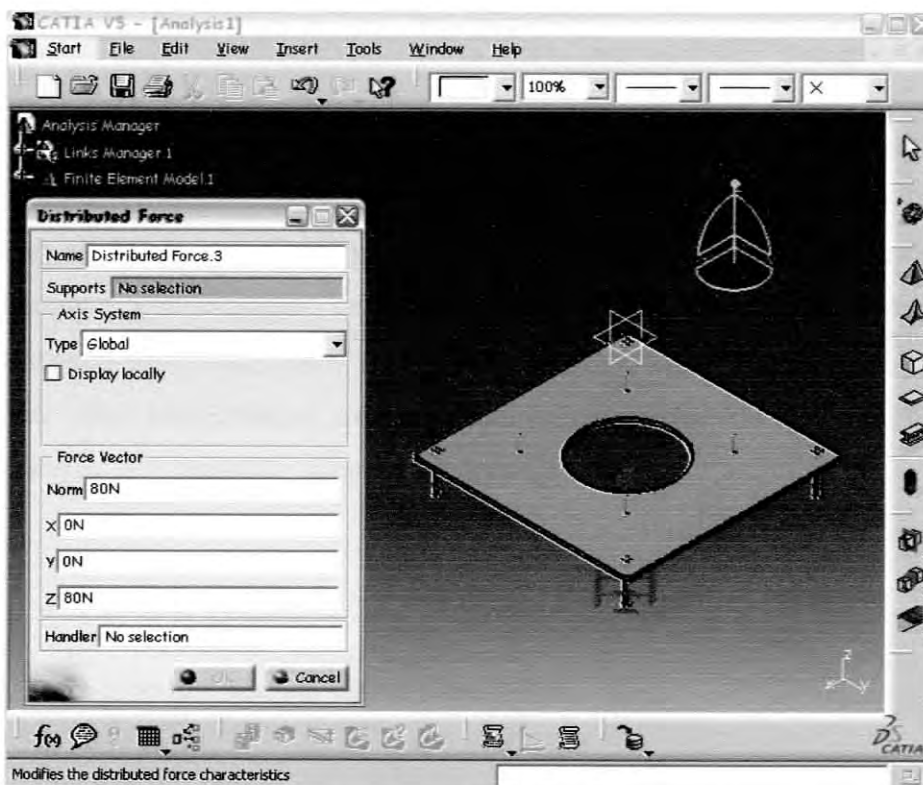 CATIA V5 - [Analysis1]
Start File Edit View Insert Tools Window Help
100%
Analysis Manager
Links Manager.1
Finite Element Model.1
Distributed Force
Name Distributed Force.3
Supports No selection
Axis System
Type Global
Display locally
Force Vector
Norm 80N
X 0N
Y 0N
Z 80N
Handler No selection
Cancel
z
x y
f(x)
DS CATIA
Modifies the distributed force characteristics